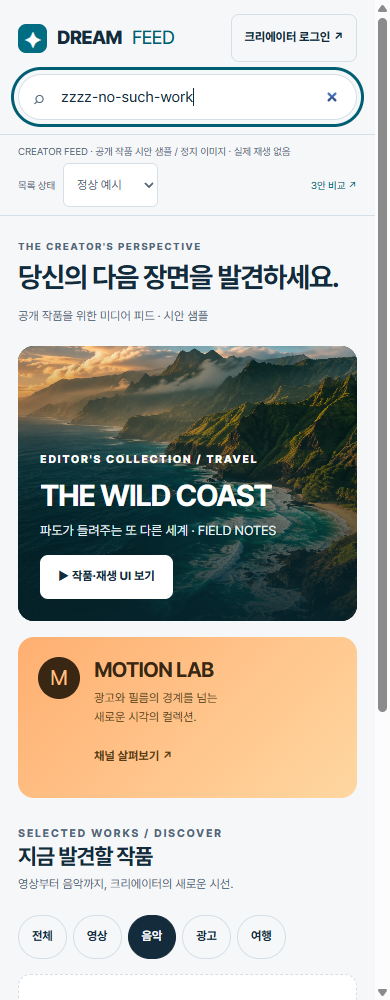 DREAM FEED
크리에이터 로그인 ↗
zzzz-no-such-work
CREATOR FEED · 공개 작품 시안 샘플 / 정지 이미지 · 실제 재생 없음
목록 상태
정상 예시
3안 비교 ↗
THE CREATOR'S PERSPECTIVE
당신의 다음 장면을 발견하세요.
공개 작품을 위한 미디어 피드 · 시안 샘플
EDITOR'S COLLECTION / TRAVEL
THE WILD COAST
파도가 들려주는 또 다른 세계 · FIELD NOTES
▶ 작품·재생 UI 보기
M
MOTION LAB
광고와 필름의 경계를 넘는
새로운 시각의 컬렉션.
채널 살펴보기 ↗
SELECTED WORKS / DISCOVER
지금 발견할 작품
영상부터 음악까지, 크리에이터의 새로운 시선.
전체 영상 음악 광고 여행